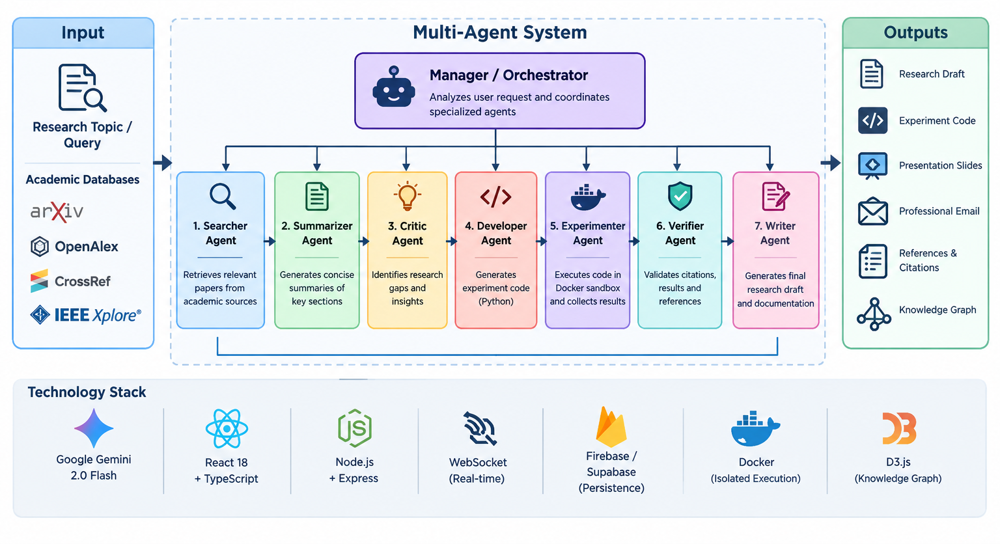 Input
Research Topic /
Query
Academic Databases
arXiv
OpenAlex
CrossRef
IEEE Xplore®
Multi-Agent System
Manager / Orchestrator
Analyzes user request and coordinates
specialized agents
1. Searcher
Agent
Retrieves relevant
papers from
academic sources
2. Summarizer
Agent
Generates concise
summaries of
key sections
3. Critic
Agent
Identifies research
gaps and
insights
</>
4. Developer
Agent
Generates
experiment code
(Python)
5. Experimenter
Agent
Executes code in
Docker sandbox
and collects results
6. Verifier
Agent
Validates citations,
results and
references
7. Writer
Agent
Generates final
research draft
and documentation
Outputs
Research Draft
</>
Experiment Code
Presentation Slides
Professional Email
References &
Citations
Knowledge Graph
Technology Stack
Google Gemini
2.0 Flash
React 18
+ TypeScript
JS
Node.js
+ Express
WebSocket
(Real-time)
Firebase /
Supabase
(Persistence)
Docker
(Isolated Execution)
D3
D3.js
(Knowledge Graph)